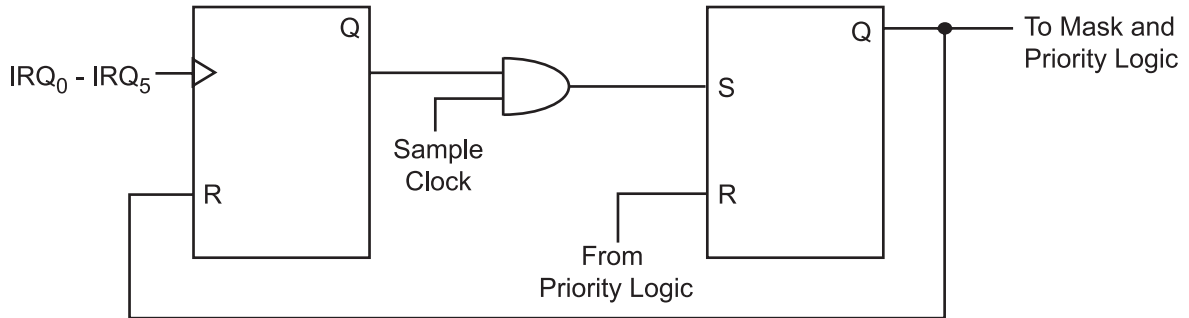 Q
IRQ₀ - IRQ₅
R
Sample
Clock
Q
S
R
From
Priority Logic
To Mask and
Priority Logic